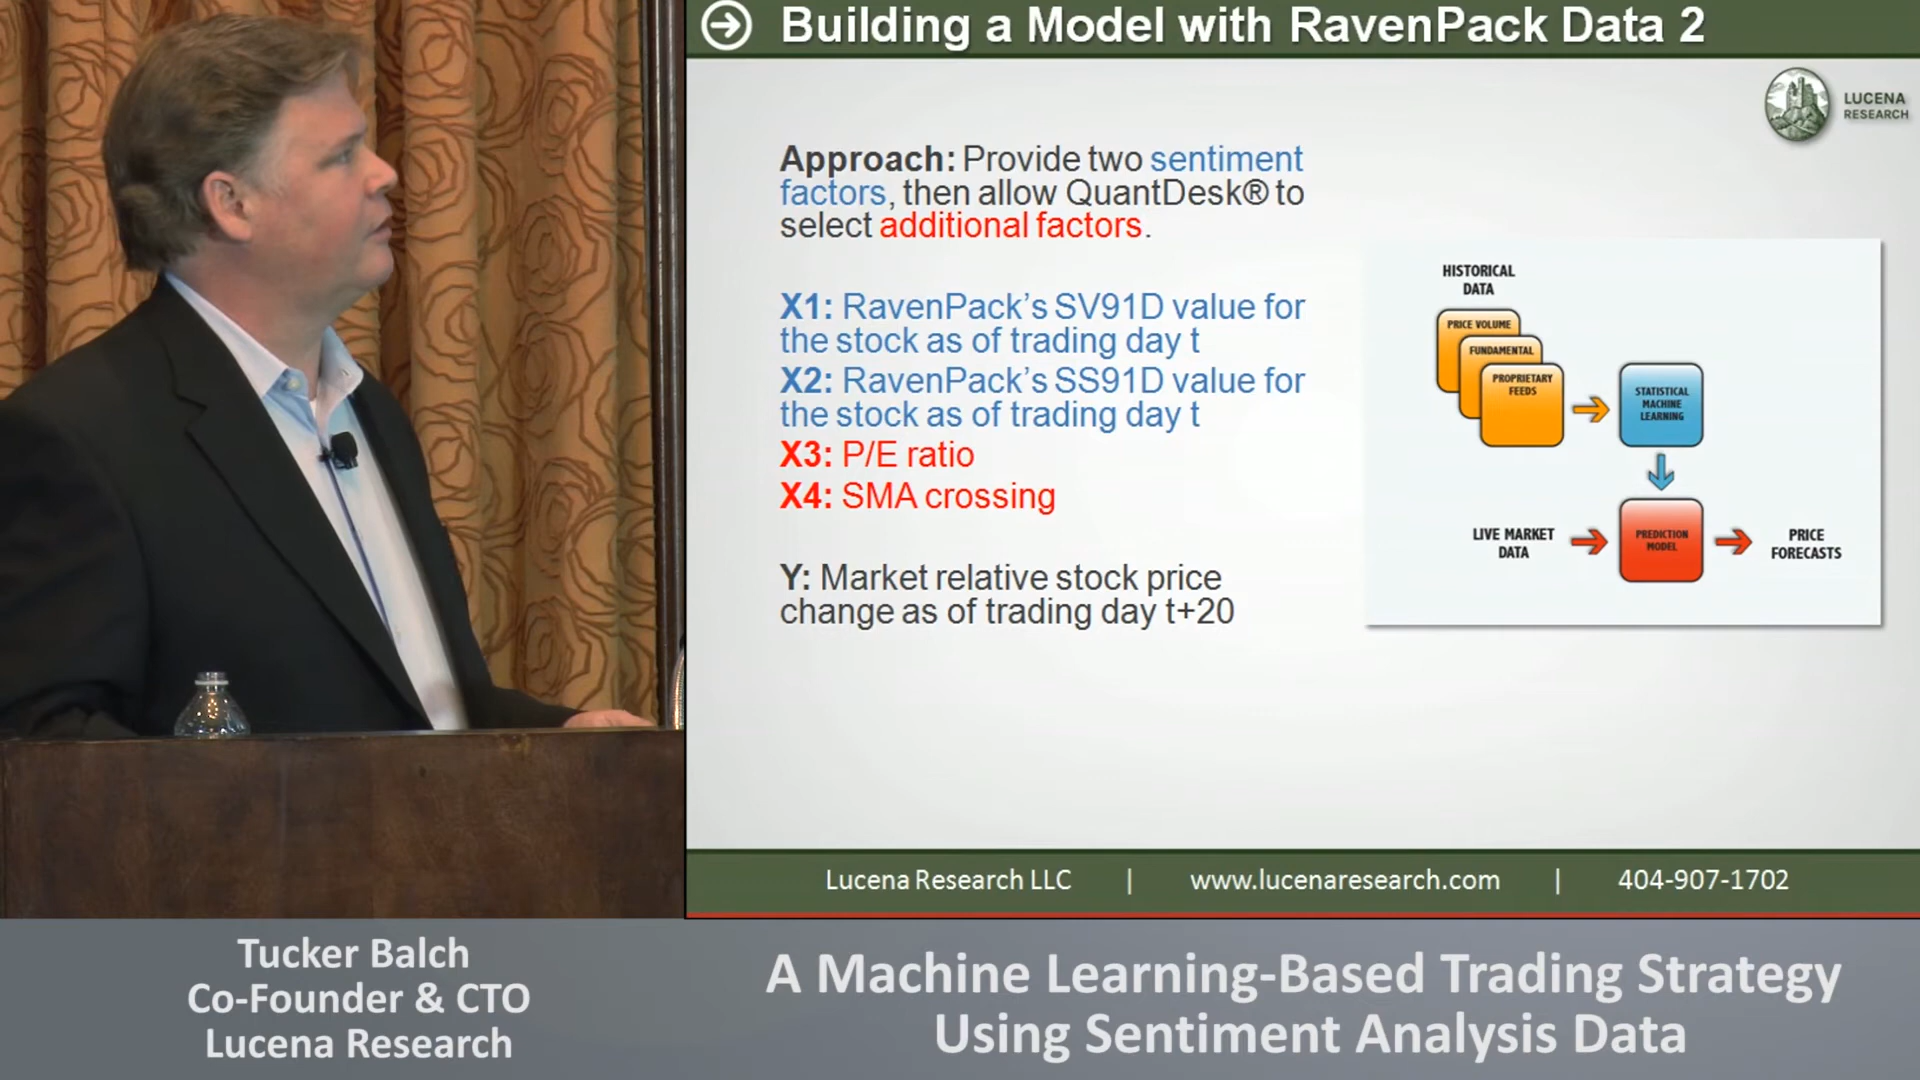 Building a Model with RavenPack Data 2
LUCENA
RESEARCH
Approach: Provide two sentiment
factors, then allow QuantDesk® to
select additional factors.
X1: RavenPack’s SV91D value for
the stock as of trading day t
X2: RavenPack’s SS91D value for
the stock as of trading day t
X3: P/E ratio
X4: SMA crossing
Y: Market relative stock price
change as of trading day t+20
HISTORICAL
DATA
PRICE VOLUME
FUNDAMENTAL
PROPRIETARY
FEEDS
STATISTICAL
MACHINE
LEARNING
LIVE MARKET
DATA
PREDICTION
MODEL
PRICE
FORECASTS
Lucena Research LLC | www.lucenaresearch.com | 404-907-1702
Tucker Balch
Co-Founder & CTO
Lucena Research
A Machine Learning-Based Trading Strategy
Using Sentiment Analysis Data